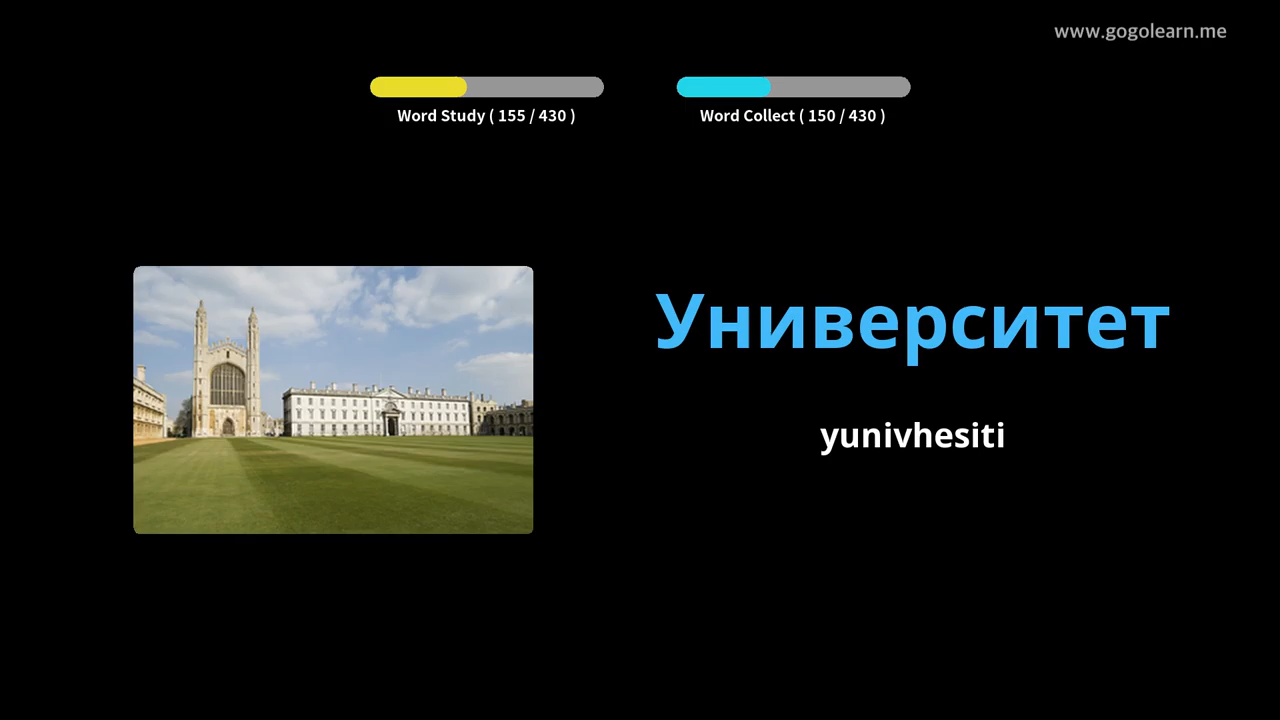 www.gogolearn.me
Word Study ( 155 / 430 )
Word Collect ( 150 / 430 )
Университет
yunivhesiti